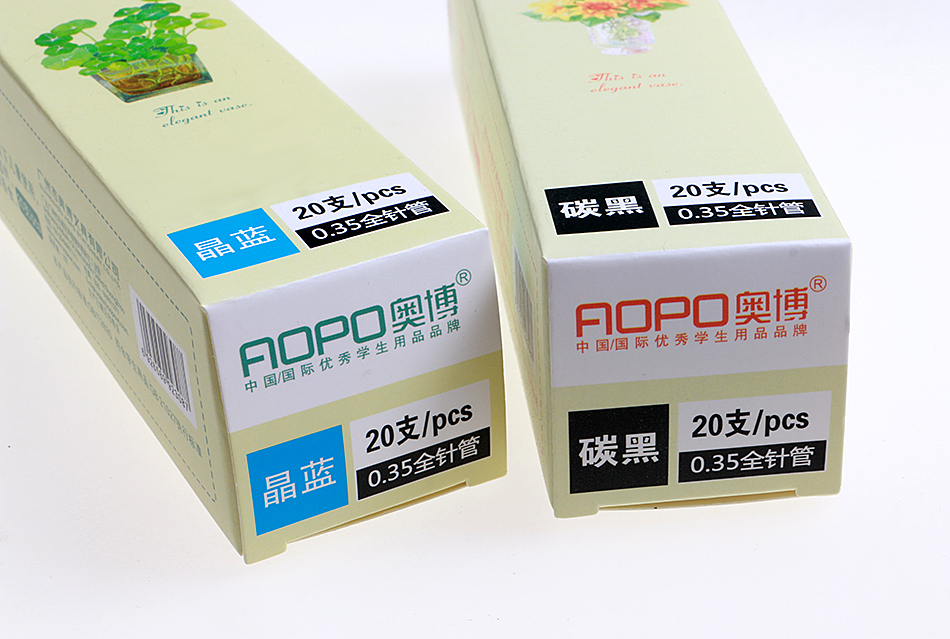 This is an
elegant vase.
晶蓝
20支/pcs
0.35全针管
AOPO奥博®
中国/国际优秀学生用品品牌
晶蓝
20支/pcs
0.35全针管
This is an
elegant vase.
碳黑
20支/pcs
0.35全针管
AOPO奥博®
中国/国际优秀学生用品品牌
碳黑
20支/pcs
0.35全针管